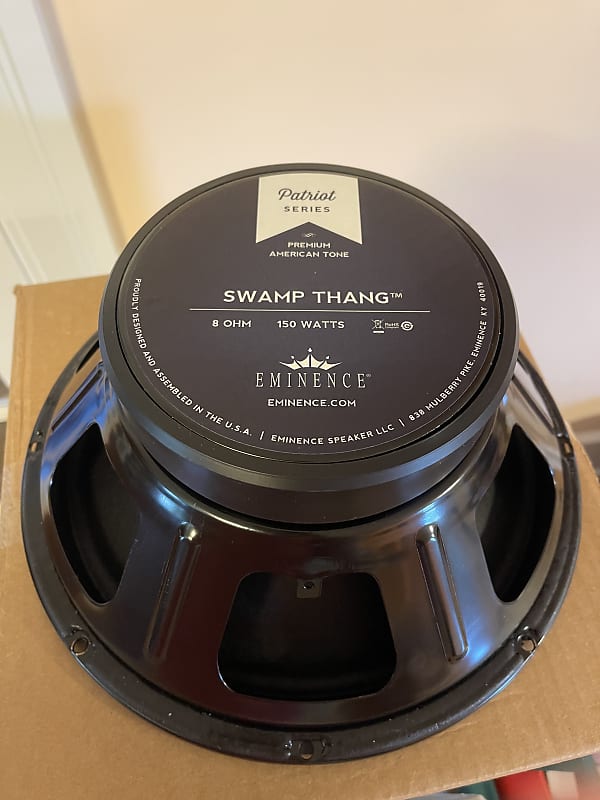 Patriot
SERIES
PREMIUM
AMERICAN TONE
SWAMP THANG™
8 OHM 150 WATTS RoHS
EMINENCE®
EMINENCE.COM
PROUDLY DESIGNED AND ASSEMBLED IN THE U.S.A. | EMINENCE SPEAKER LLC | 838 MULBERRY PIKE, EMINENCE, KY 40019